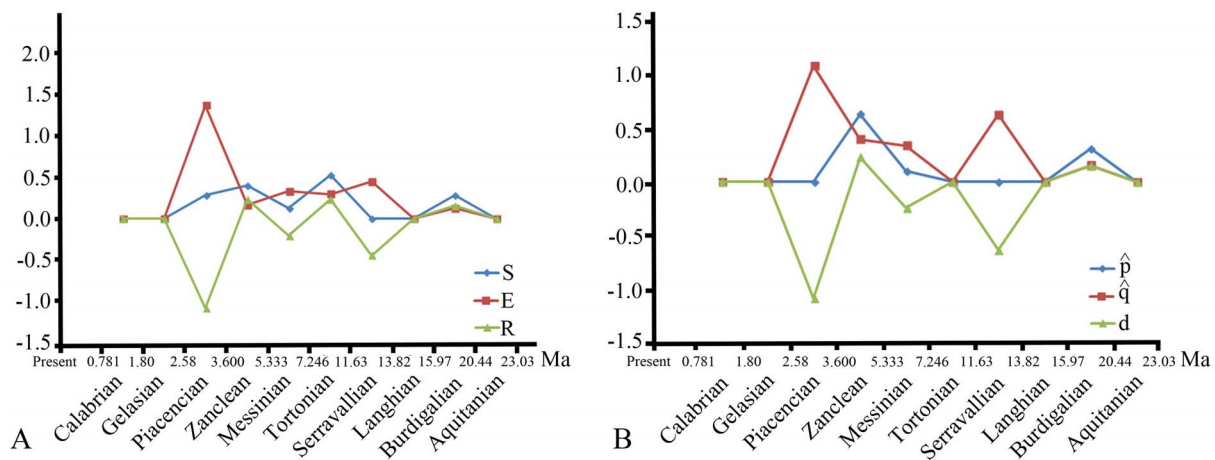 2.0
1.5
1.0
0.5
0.0
-0.5
-1.0
-1.5
S
E
R
Present 0.781 1.80 2.58 3.600 5.333 7.246 11.63 13.82 15.97 20.44 23.03 Ma
Calabrian
Gelasian
Piacencian
Zanclean
Messinian
Tortonian
Serravallian
Langhian
Burdigalian
Aquitanian
A
1.5
1.0
0.5
0.0
-0.5
-1.0
-1.5
p̂
q̂
d
Present 0.781 1.80 2.58 3.600 5.333 7.246 11.63 13.82 15.97 20.44 23.03 Ma
Calabrian
Gelasian
Piacencian
Zanclean
Messinian
Tortonian
Serravallian
Langhian
Burdigalian
Aquitanian
B